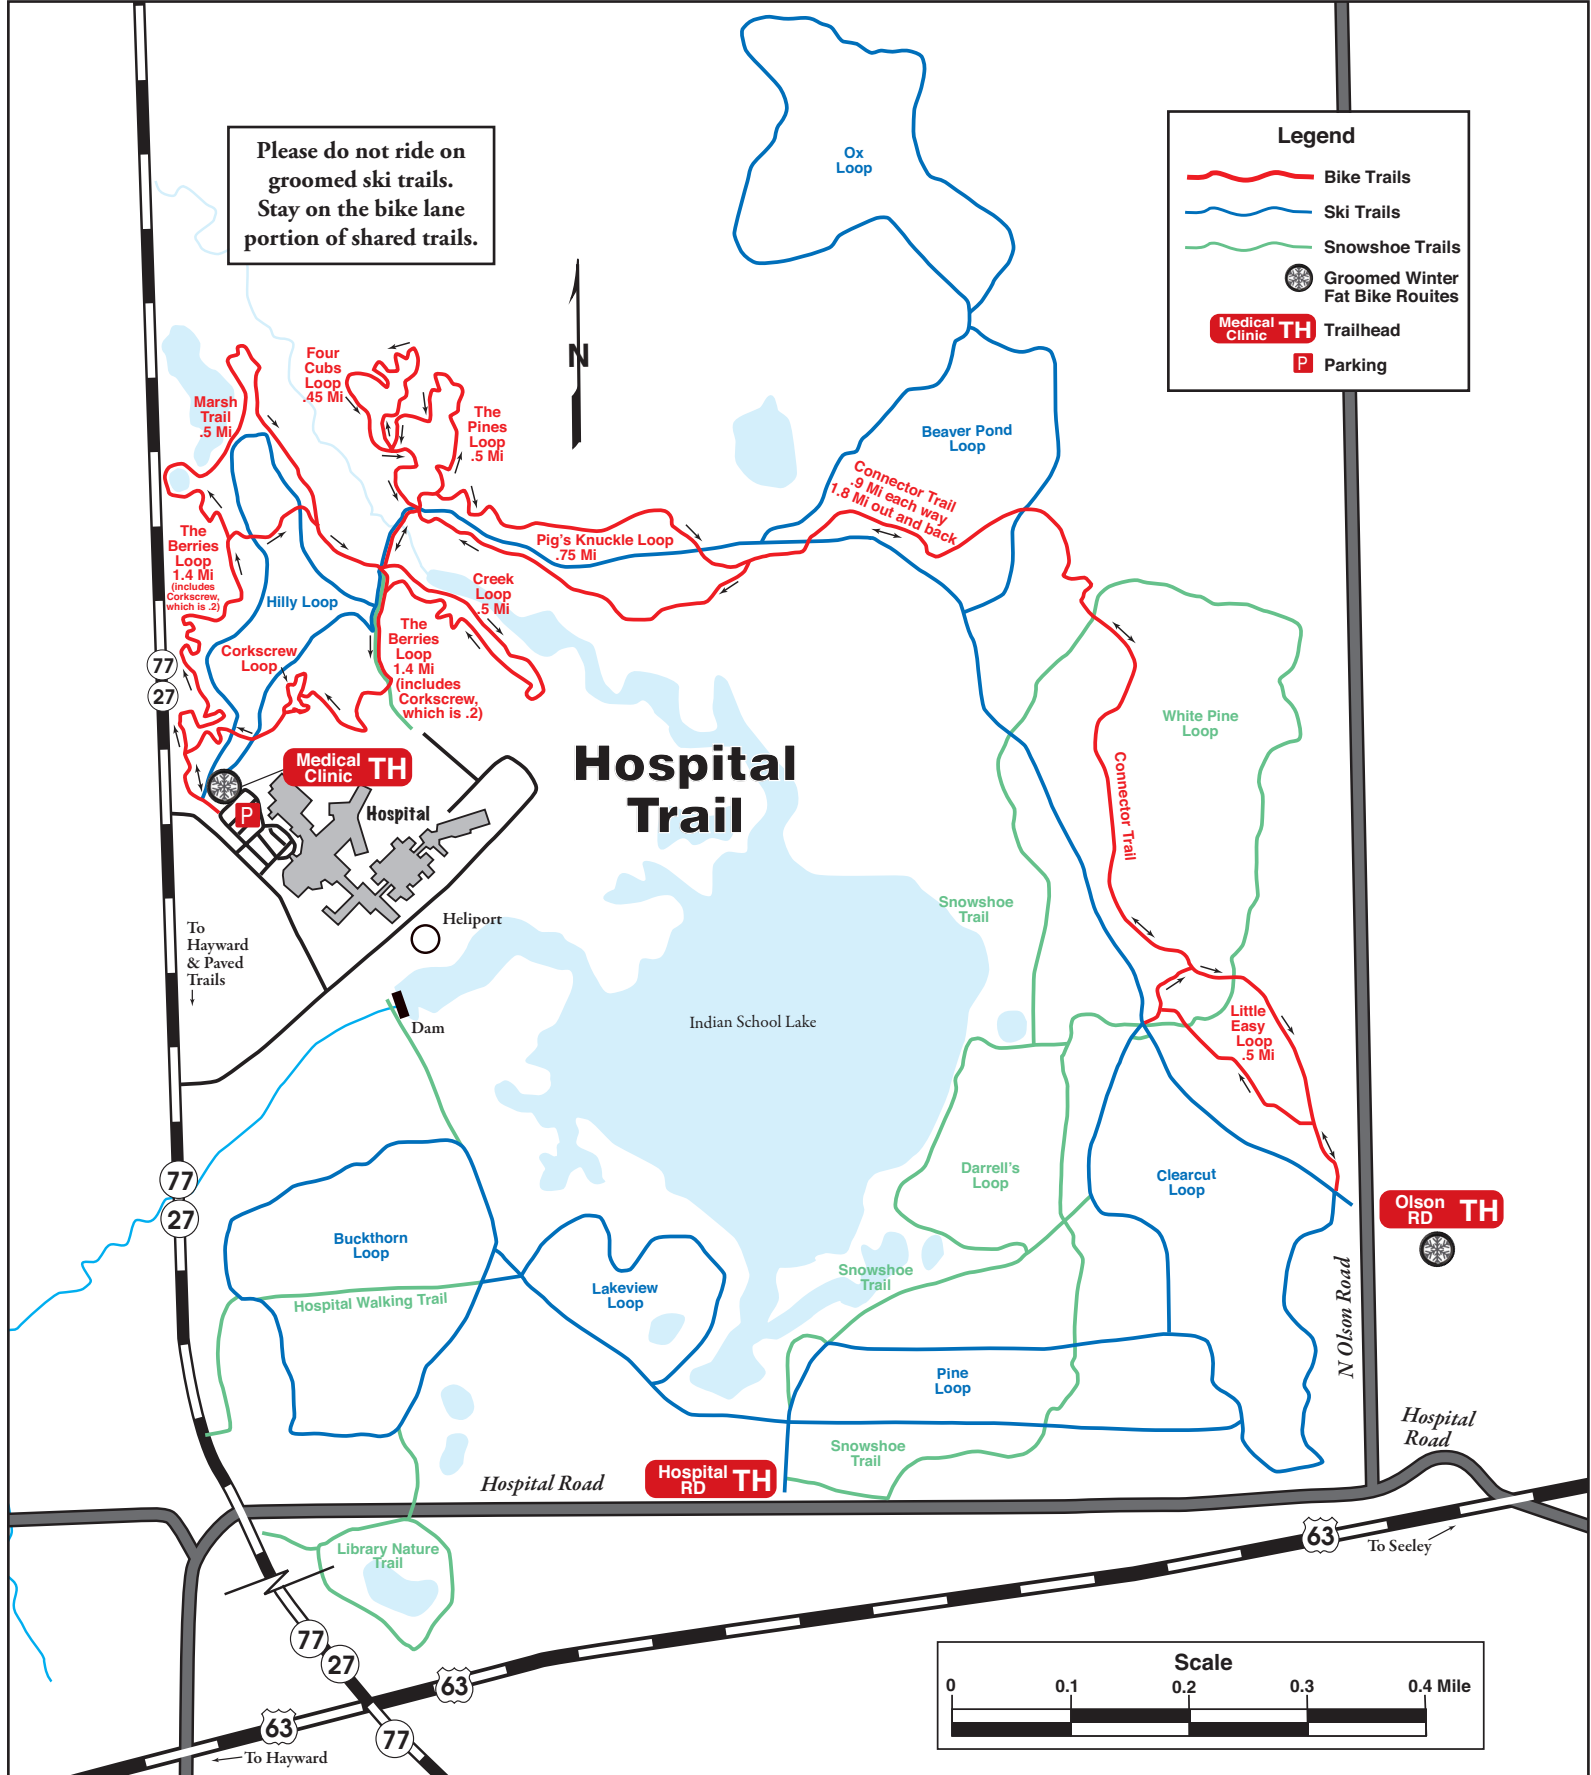 Please do not ride on
groomed ski trails.
Stay on the bike lane
portion of shared trails.
Ox
Loop
Legend
Bike Trails
Ski Trails
Snowshoe Trails
Groomed Winter
Fat Bike Rouites
Medical
Clinic TH
Trailhead
P
Parking
N
Four
Cubs
Loop
.45 Mi
Marsh
Trail
.5 Mi
The
Pines
Loop
.5 Mi
Beaver Pond
Loop
Connector Trail
.9 Mi each way
1.8 Mi out and back
Pig's Knuckle Loop
.75 Mi
The
Berries
Loop
1.4 Mi
(includes
Corkscrew,
which is .2)
Hilly Loop
Creek
Loop
.5 Mi
The
Berries
Loop
1.4 Mi
(includes
Corkscrew,
which is .2)
Corkscrew
Loop
77
27
White Pine
Loop
Connector Trail
Hospital
Trail
Medical
Clinic TH
P
Hospital
Snowshoe
Trail
Heliport
To
Hayward
& Paved
Trails
Dam
Indian School Lake
Little
Easy
Loop
.5 Mi
77
27
Darrell's
Loop
Clearcut
Loop
Olson
RD TH
Buckthorn
Loop
Hospital Walking Trail
Lakeview
Loop
Snowshoe
Trail
N Olson Road
Pine
Loop
Hospital
Road
Snowshoe
Trail
Hospital
RD TH
Hospital Road
63
To Seeley
Library Nature
Trail
77
27
63
63
77
To Hayward
Scale
0 0.1 0.2 0.3 0.4 Mile